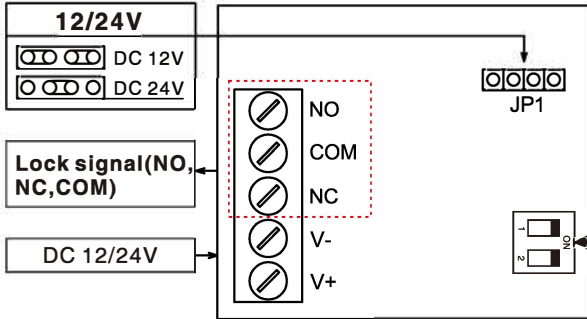 12/24V
DC 12V
DC 24V
JP1
NO
COM
NC
V-
V+
Lock signal(NO,
NC,COM)
DC 12/24V
1
2
ON